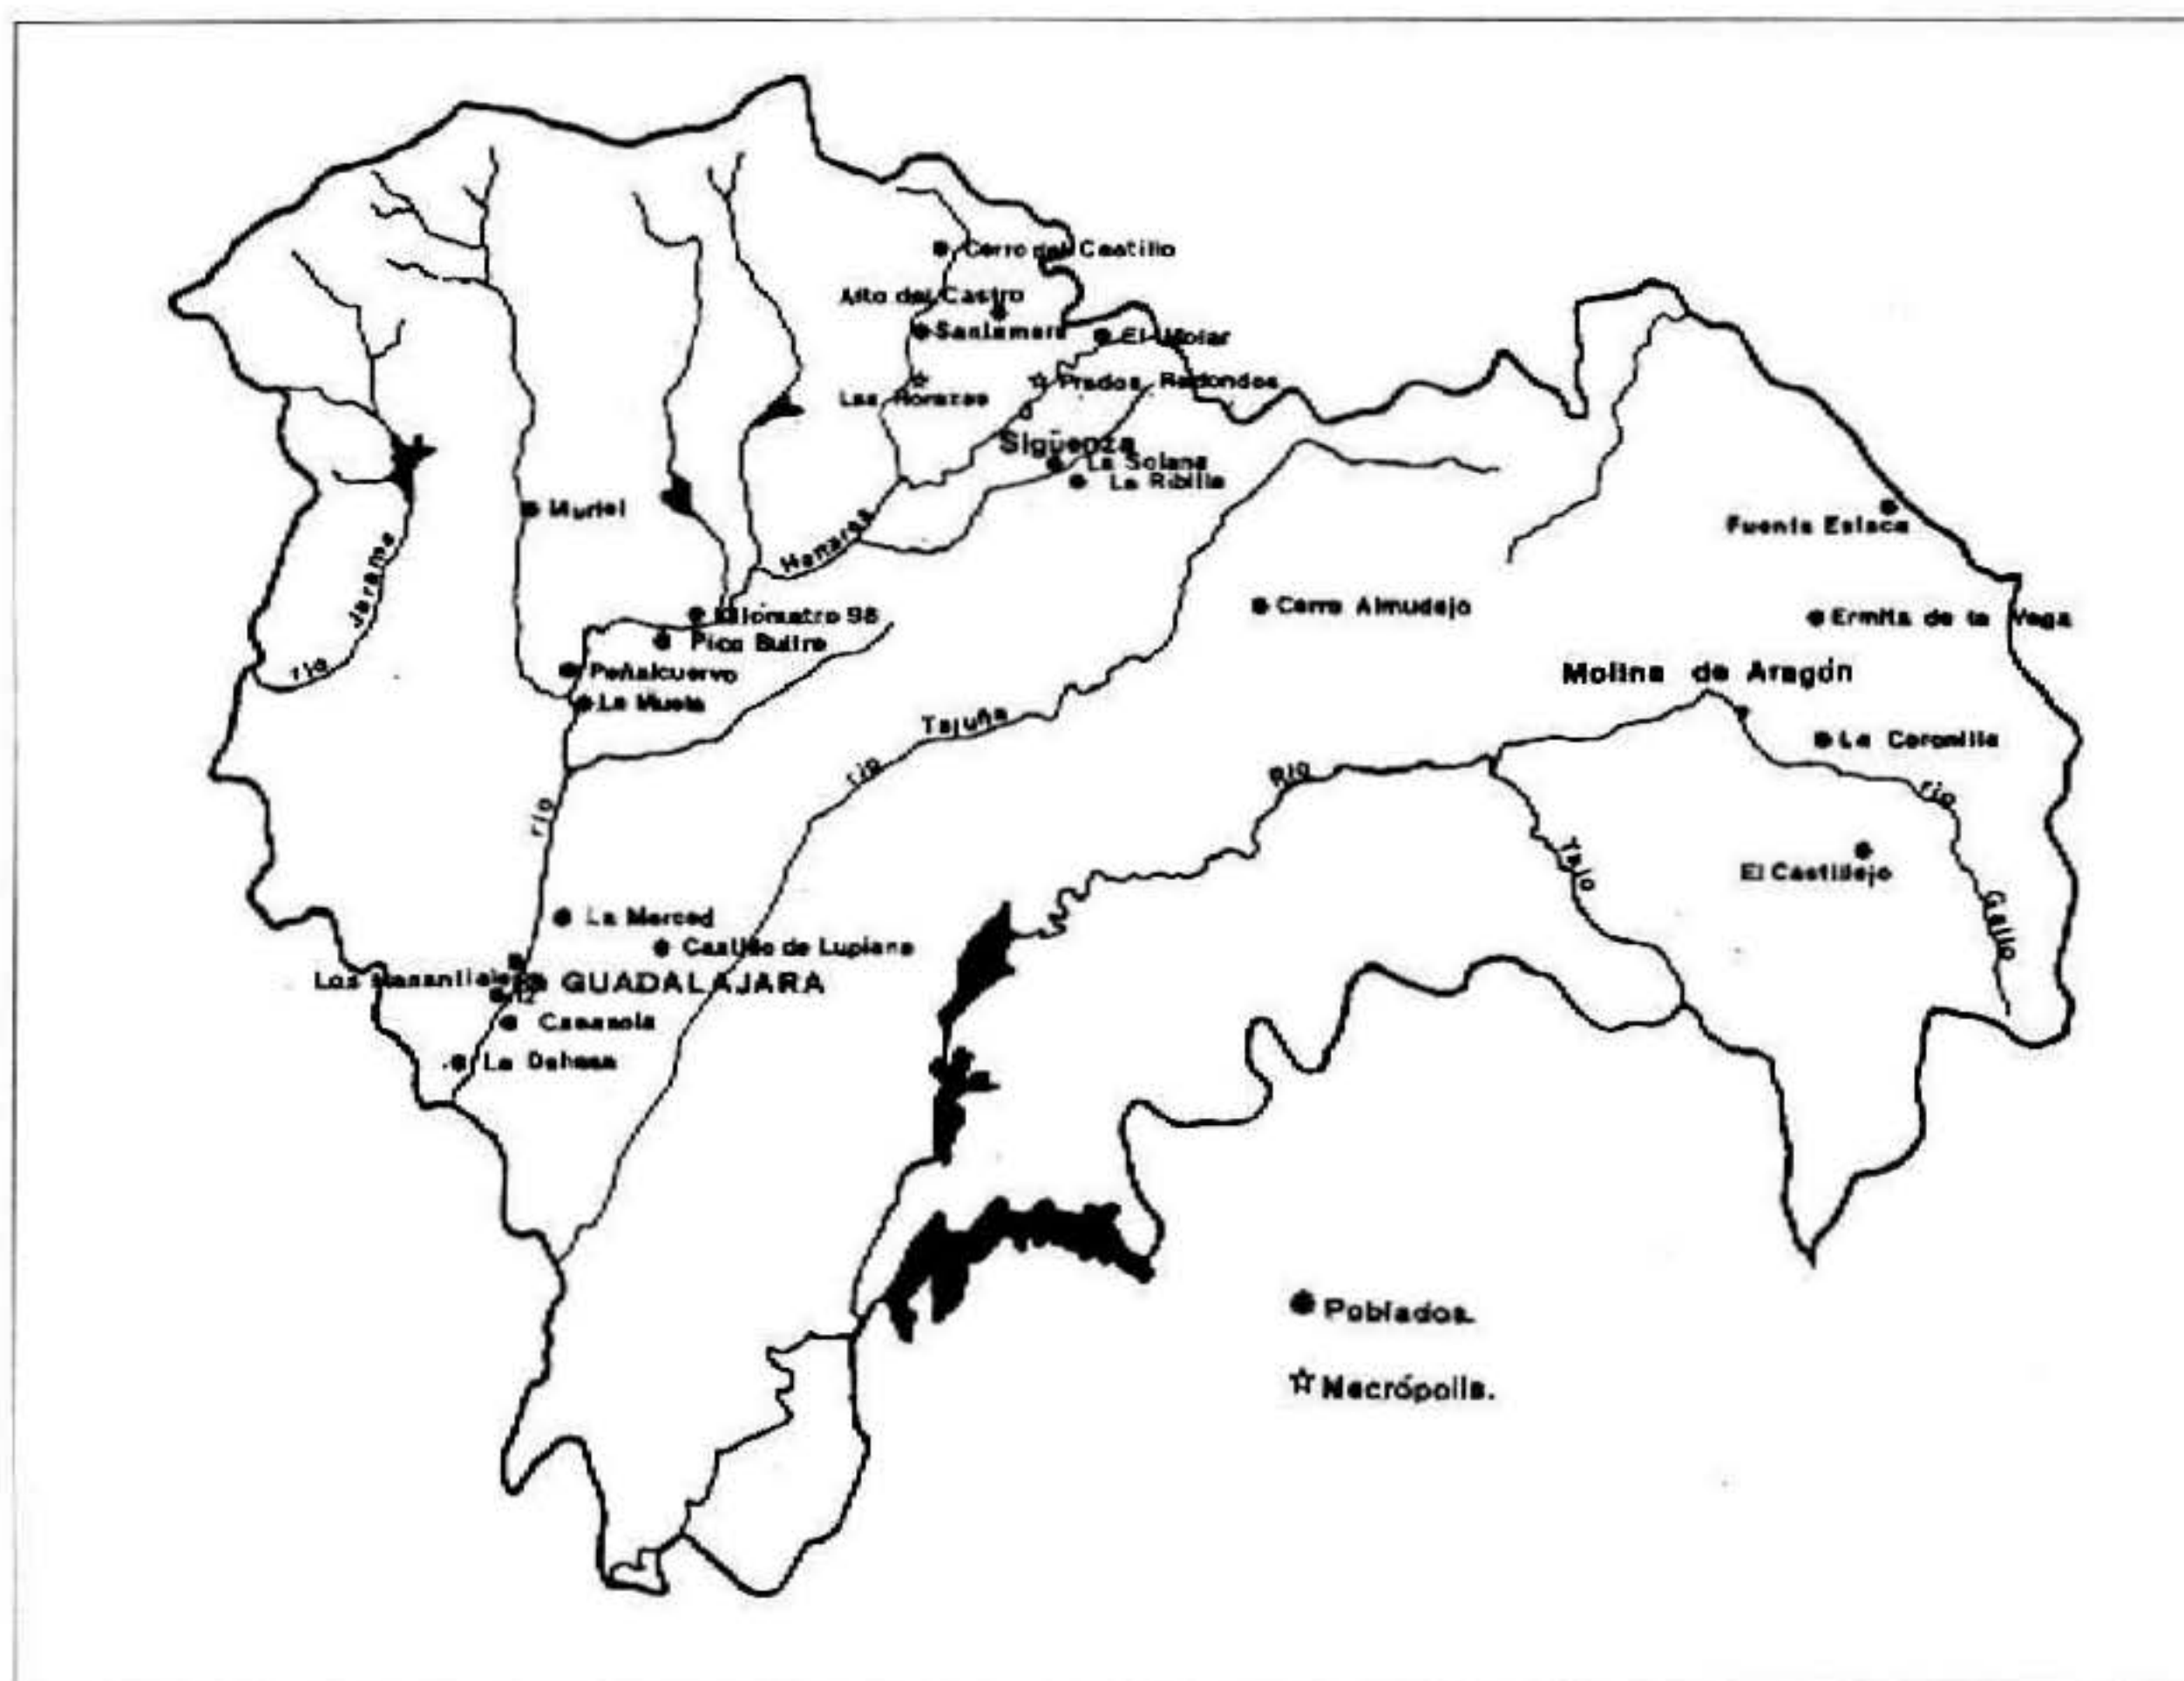 Cerro del Castillo
Alto del Castro
Santamera
El Molar
Prados Redondos
Las Horazas
Sigüenza
La Solana
La Ribilla
Muriel
Henares
río Jarama
Fuente Estaca
Kilómetro 98
Cerro Almudejo
Ermita de la Vega
Pico Buitre
Peñalcuervo
La Muela
Molina de Aragón
río Tajuña
La Coronilla
Río
Tajo
río
río Gallo
El Castillejo
La Merced
Castillo de Lupiana
Los Manantiales
GUADALAJARA
La Dehesa
Poblados.
Necrópolis.